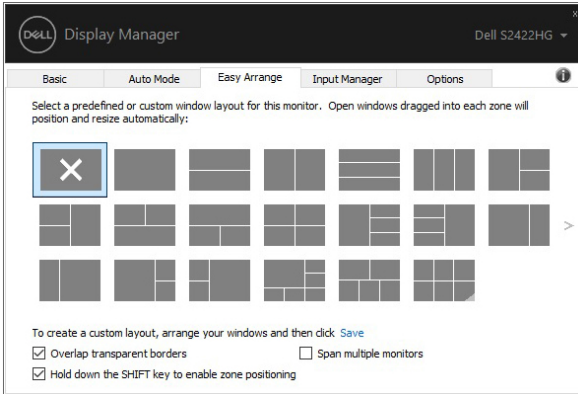 DELL Display Manager Dell S2422HG
Basic Auto Mode Easy Arrange Input Manager Options
Select a predefined or custom window layout for this monitor. Open windows dragged into each zone will
position and resize automatically:
To create a custom layout, arrange your windows and then click Save
Overlap transparent borders Span multiple monitors
Hold down the SHIFT key to enable zone positioning